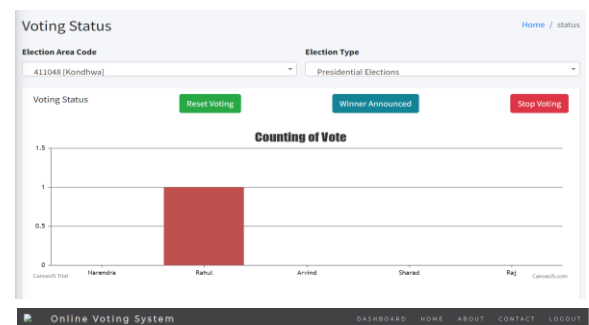 Voting Status
Home / status
Election Area Code Election Type
411048 [Kondhwa] Presidential Elections
Voting Status Reset Voting Winner Announced Stop Voting
Counting of Vote
1.5
1
0.5
0
Narendra Rahul Arvind Sharad Raj
CanvasJS Trial CanvasJS.com
Online Voting System DASHBOARD HOME ABOUT CONTACT LOGOUT